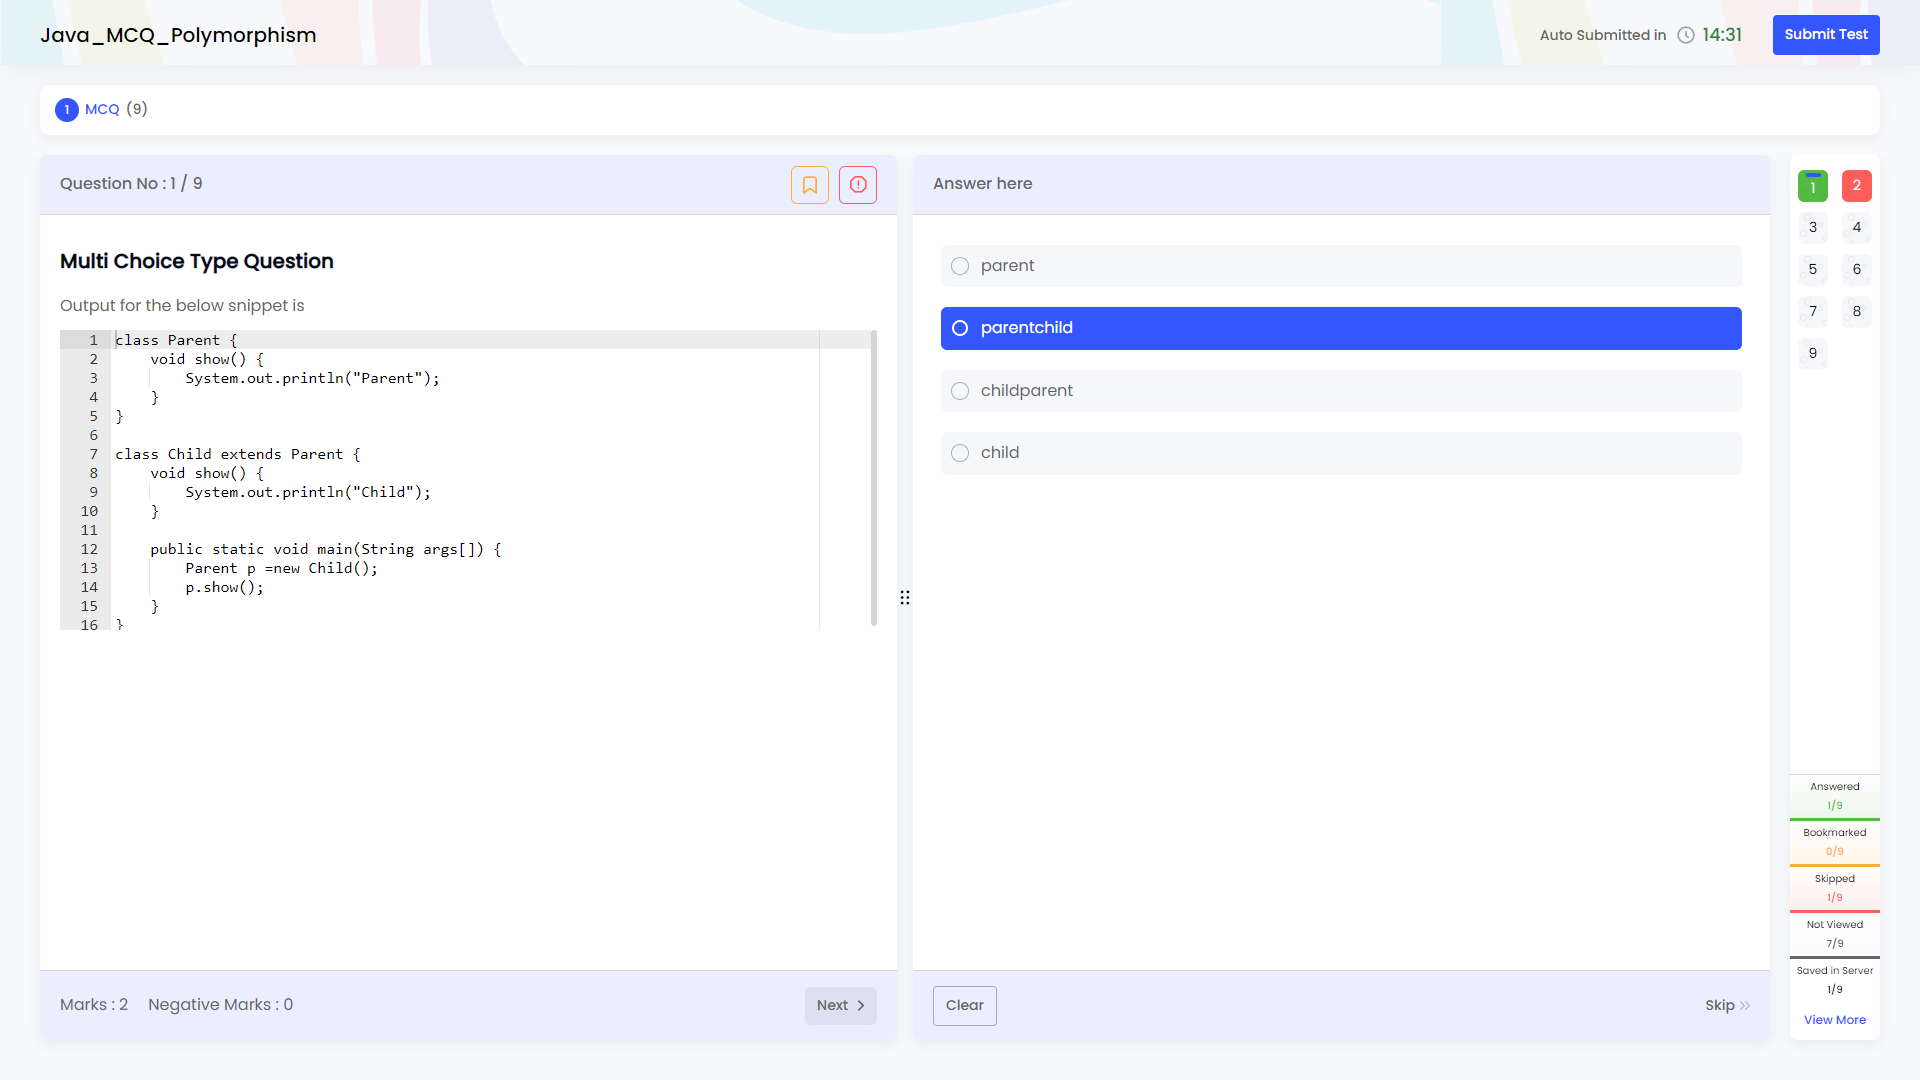 Java_MCQ_Polymorphism
Auto Submitted in 14:31
Submit Test
1 MCQ (9)
Question No : 1 / 9
Multi Choice Type Question
Output for the below snippet is
1 class Parent {
2     void show() {
3         System.out.println("Parent");
4     }
5 }
6
7 class Child extends Parent {
8     void show() {
9         System.out.println("Child");
10     }
11
12     public static void main(String args[]) {
13         Parent p =new Child();
14         p.show();
15     }
16 }
Marks : 2 Negative Marks : 0
Next
Answer here
parent
parentchild
childparent
child
Clear
Skip
1 2
3 4
5 6
7 8
9
Answered
1/9
Bookmarked
0/9
Skipped
1/9
Not Viewed
7/9
Saved in Server
1/9
View More